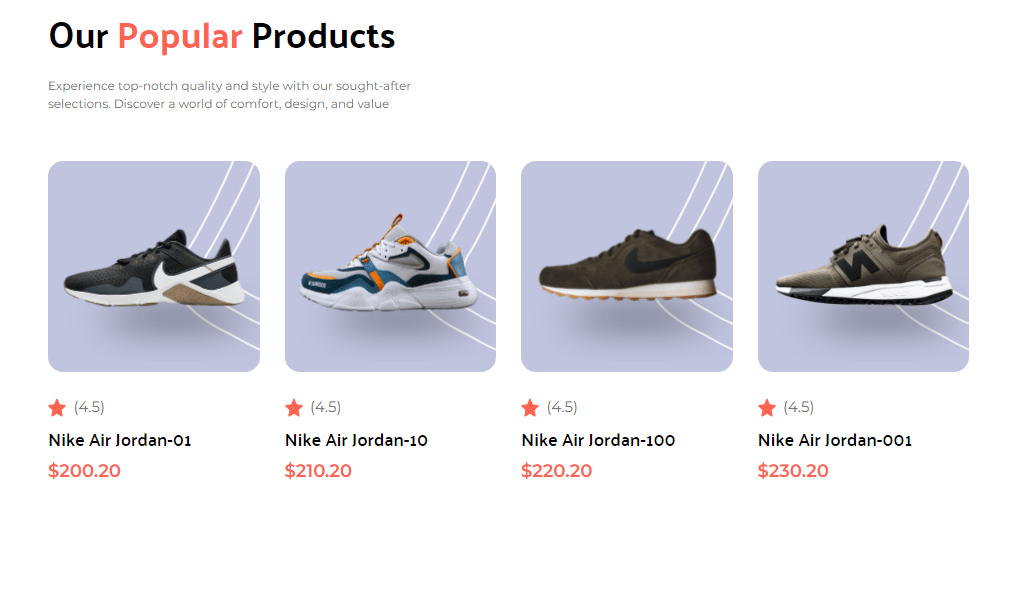 Our Popular Products
Experience top-notch quality and style with our sought-after
selections. Discover a world of comfort, design, and value
(4.5)
Nike Air Jordan-01
$200.20
(4.5)
Nike Air Jordan-10
$210.20
(4.5)
Nike Air Jordan-100
$220.20
(4.5)
Nike Air Jordan-001
$230.20